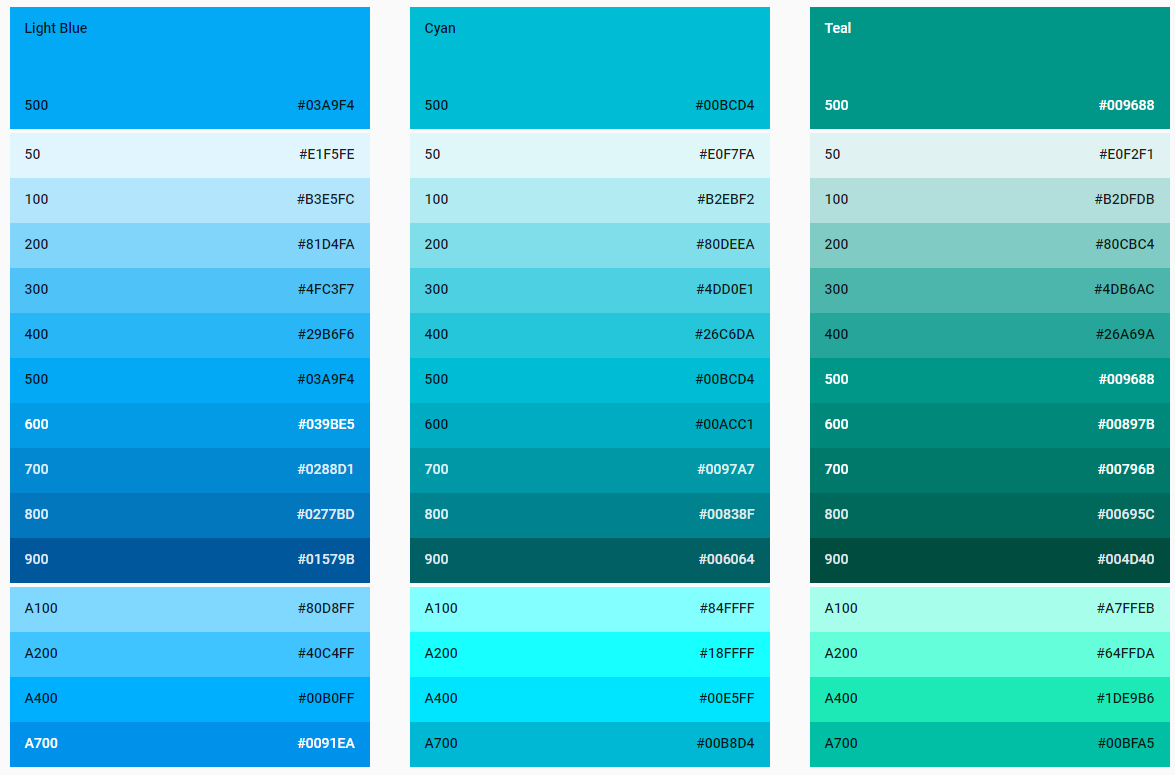 Light Blue
500 #03A9F4
50 #E1F5FE
100 #B3E5FC
200 #81D4FA
300 #4FC3F7
400 #29B6F6
500 #03A9F4
600 #039BE5
700 #0288D1
800 #0277BD
900 #01579B
A100 #80D8FF
A200 #40C4FF
A400 #00B0FF
A700 #0091EA
Cyan
500 #00BCD4
50 #E0F7FA
100 #B2EBF2
200 #80DEEA
300 #4DD0E1
400 #26C6DA
500 #00BCD4
600 #00ACC1
700 #0097A7
800 #00838F
900 #006064
A100 #84FFFF
A200 #18FFFF
A400 #00E5FF
A700 #00B8D4
Teal
500 #009688
50 #E0F2F1
100 #B2DFDB
200 #80CBC4
300 #4DB6AC
400 #26A69A
500 #009688
600 #00897B
700 #00796B
800 #00695C
900 #004D40
A100 #A7FFEB
A200 #64FFDA
A400 #1DE9B6
A700 #00BFA5